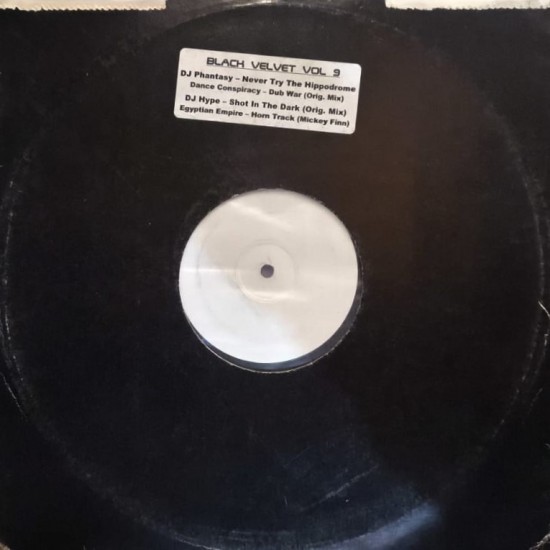 BLACK VELVET VOL 9
DJ Phantasy – Never Try The Hippodrome
Dance Conspiracy – Dub War (Orig. Mix)
DJ Hype – Shot In The Dark (Orig. Mix)
Egyptian Empire – Horn Track (Mickey Finn)